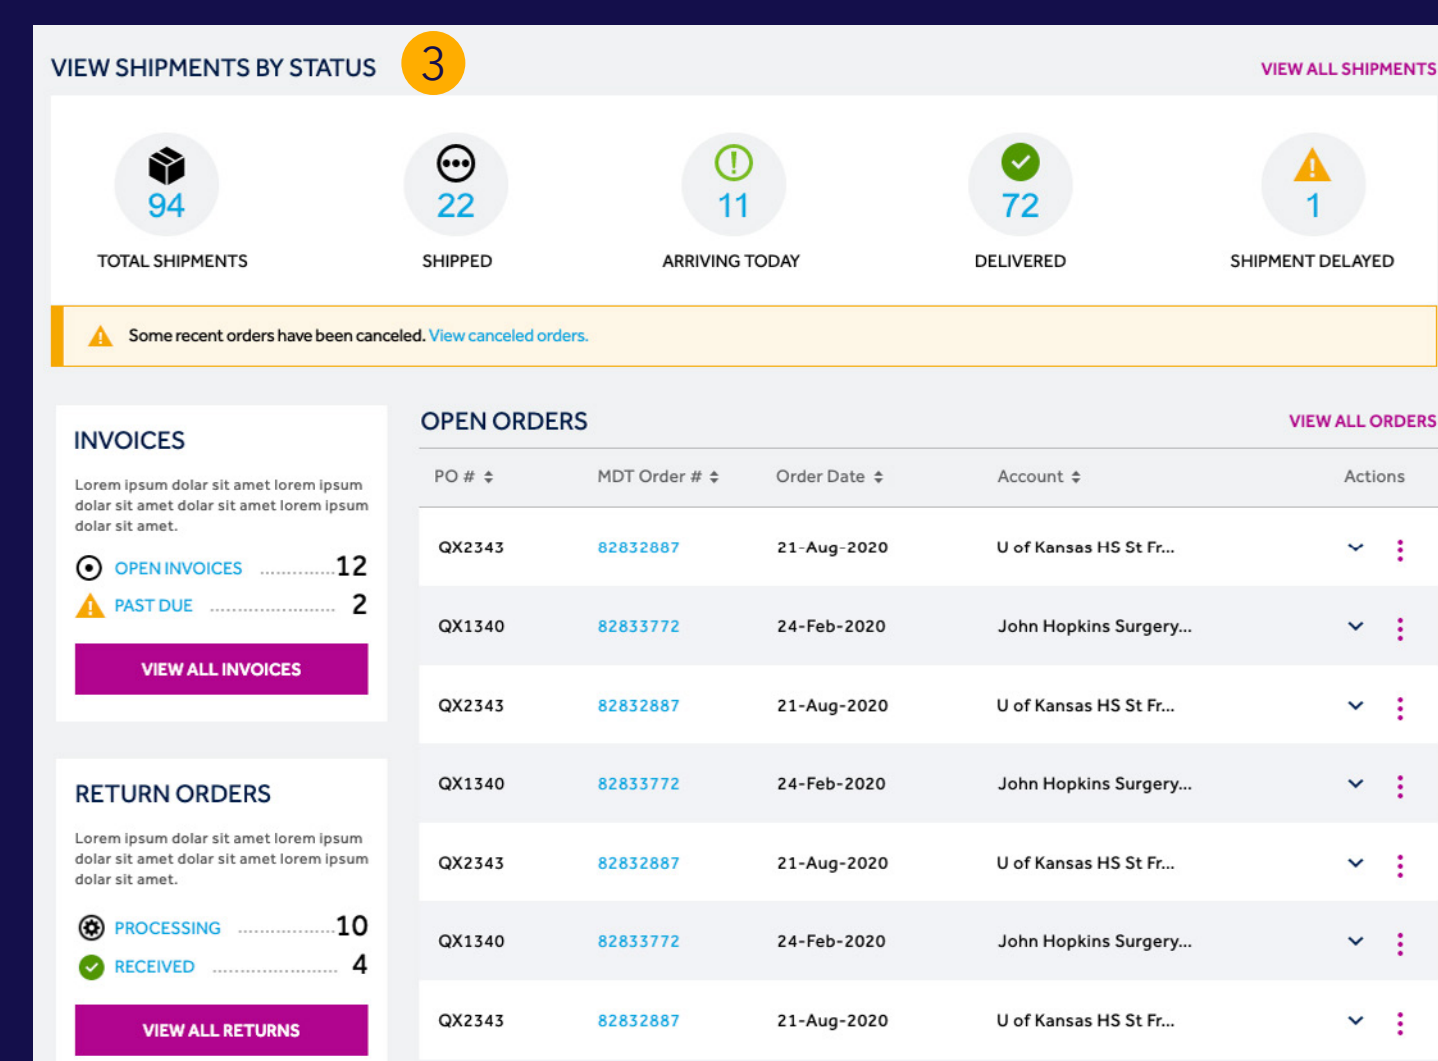 VIEW SHIPMENTS BY STATUS 3 VIEW ALL SHIPMENTS
94 22 11 72 1
TOTAL SHIPMENTS SHIPPED ARRIVING TODAY DELIVERED SHIPMENT DELAYED
Some recent orders have been canceled. View canceled orders.
INVOICES
Lorem ipsum dolar sit amet lorem ipsum
dolar sit amet dolar sit amet lorem ipsum
dolar sit amet.
OPEN INVOICES ..............12
PAST DUE ....................... 2
VIEW ALL INVOICES
RETURN ORDERS
Lorem ipsum dolar sit amet lorem ipsum
dolar sit amet dolar sit amet lorem ipsum
dolar sit amet.
PROCESSING ..................10
RECEIVED ....................... 4
VIEW ALL RETURNS
OPEN ORDERS VIEW ALL ORDERS
PO # MDT Order # Order Date Account Actions
QX2343 82832887 21-Aug-2020 U of Kansas HS St Fr...
QX1340 82833772 24-Feb-2020 John Hopkins Surgery...
QX2343 82832887 21-Aug-2020 U of Kansas HS St Fr...
QX1340 82833772 24-Feb-2020 John Hopkins Surgery...
QX2343 82832887 21-Aug-2020 U of Kansas HS St Fr...
QX1340 82833772 24-Feb-2020 John Hopkins Surgery...
QX2343 82832887 21-Aug-2020 U of Kansas HS St Fr...